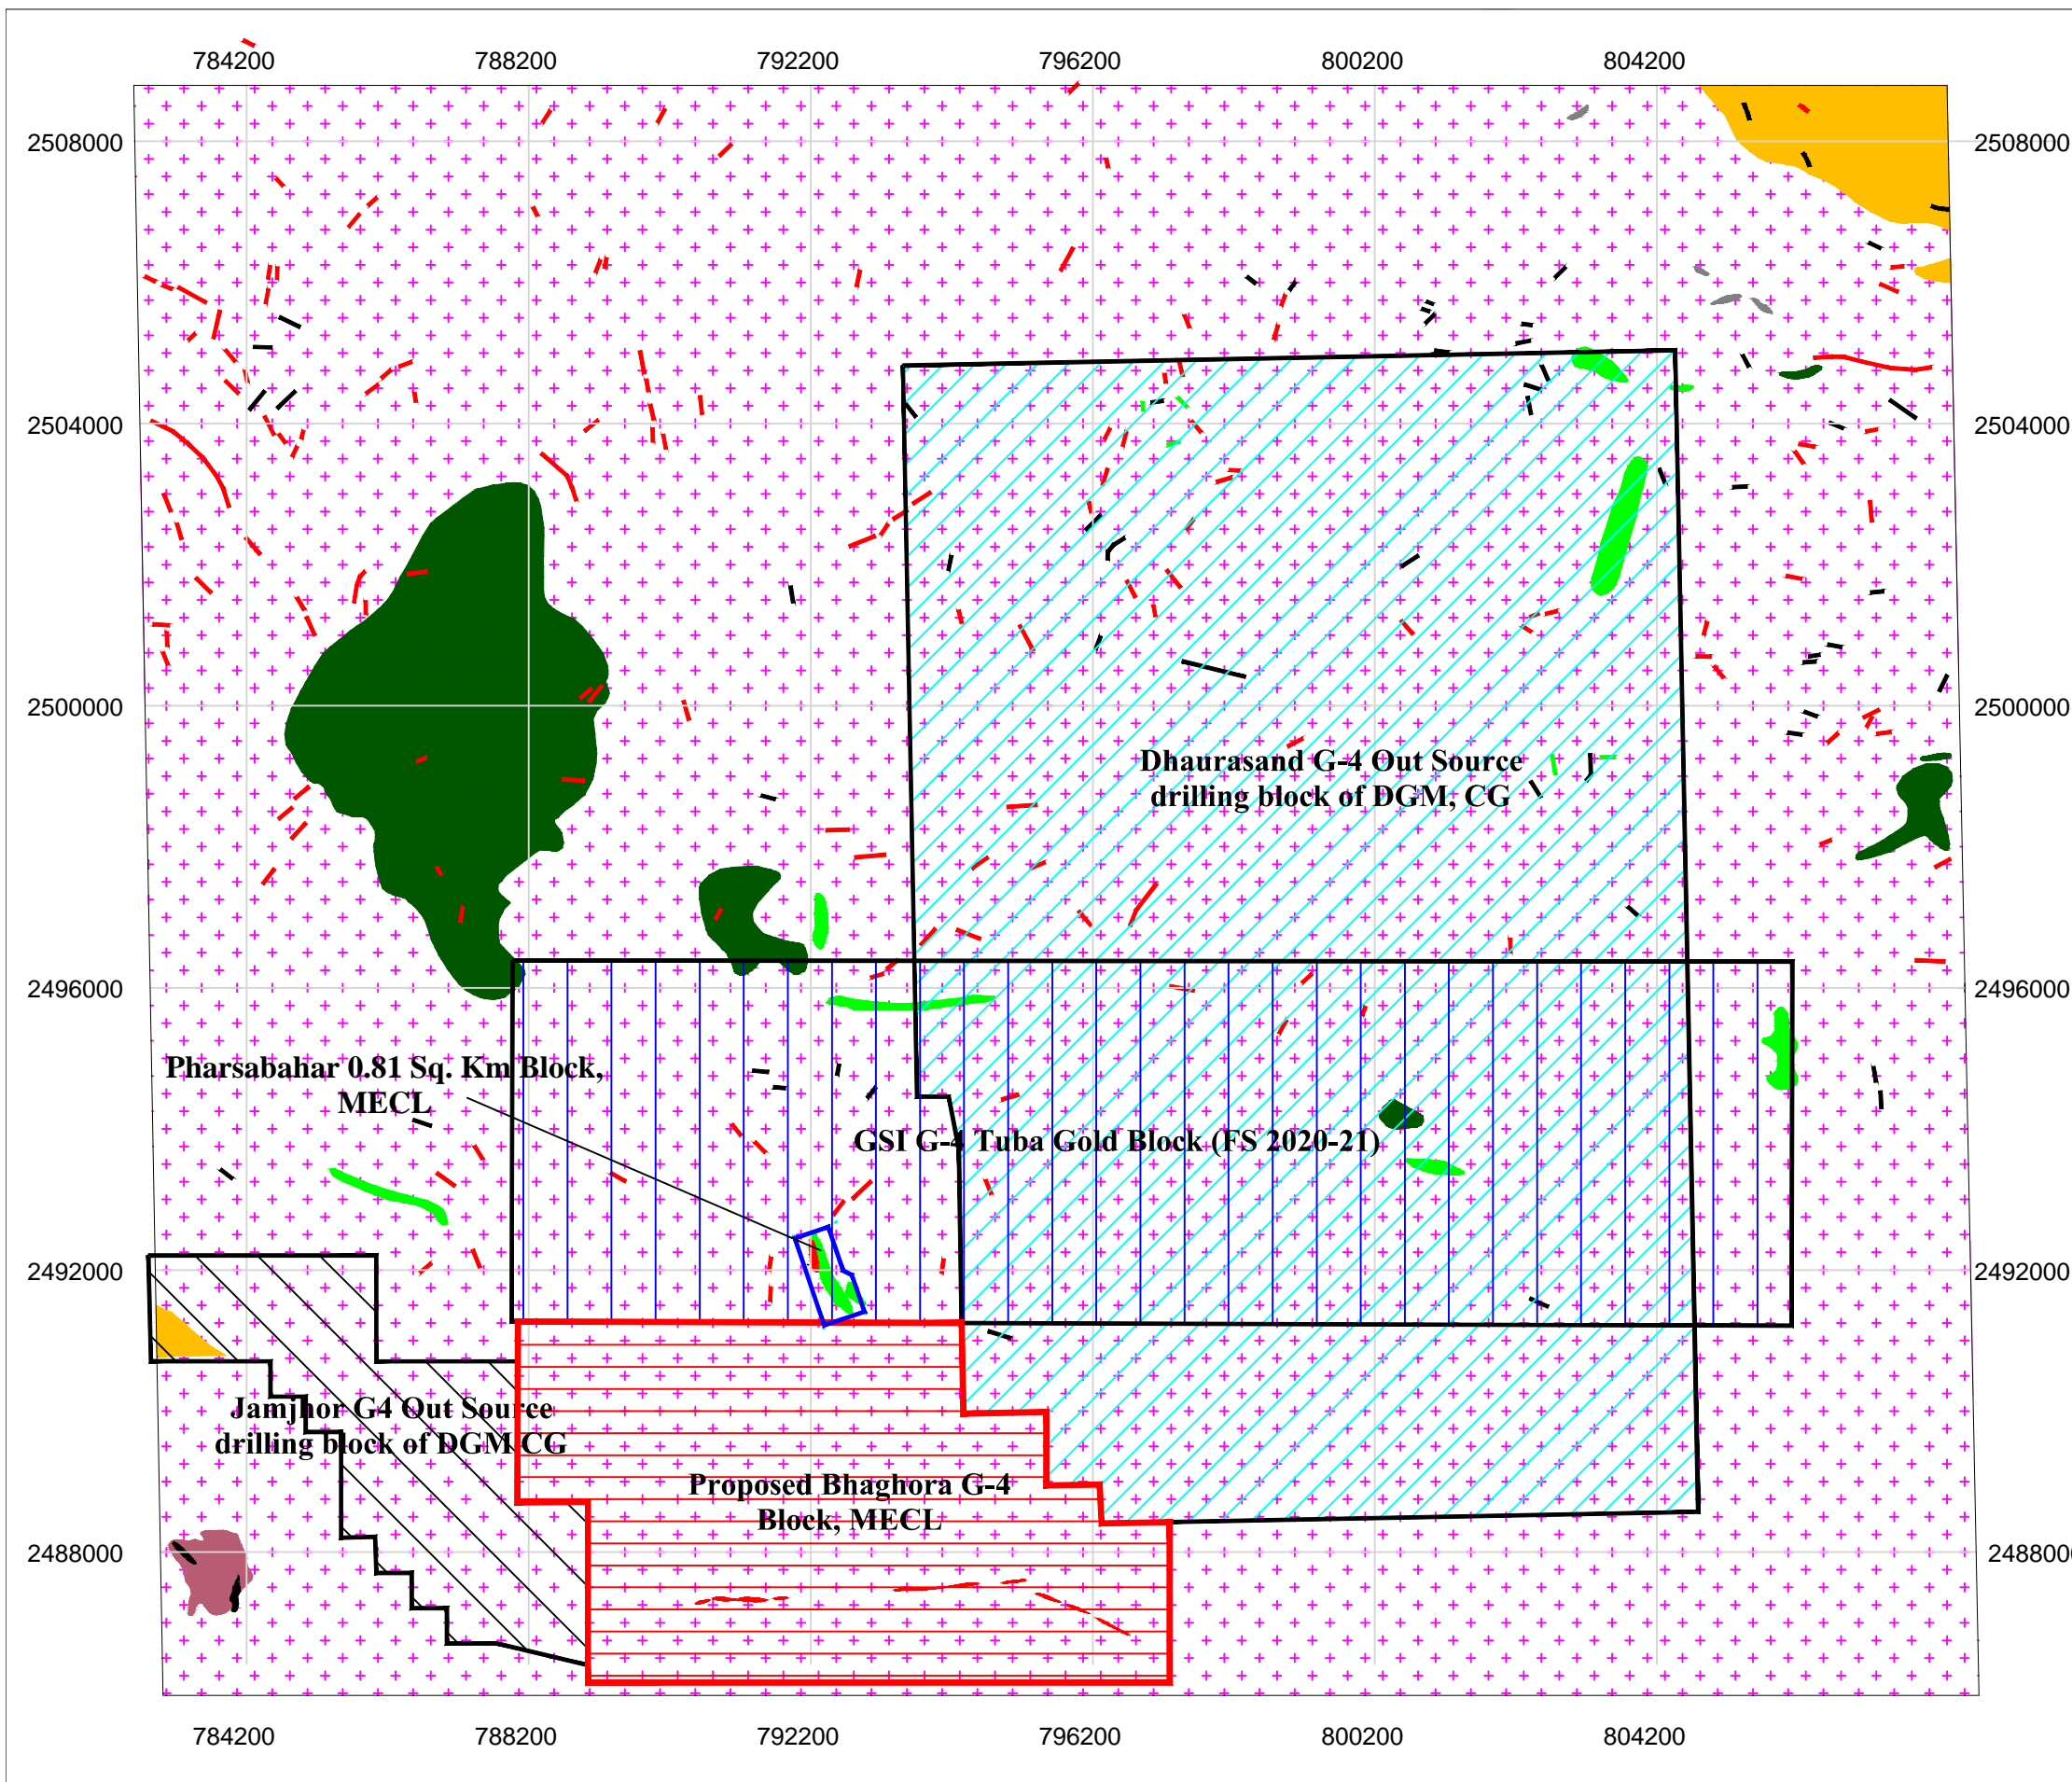 784200 788200 792200 796200 800200 804200
2508000 2508000
2504000 2504000
2500000 2500000
Dhaurasand G-4 Out Source
drilling block of DGM, CG
2496000 2496000
Pharsabahar 0.81 Sq. Km Block,
MECL
GSI G-4 Tuba Gold Block (FS 2020-21)
2492000 2492000
Jamjhor G4 Out Source
drilling block of DGM CG
Proposed Bhaghora G-4
Block, MECL
2488000 2488000
784200 788200 792200 796200 800200 804200